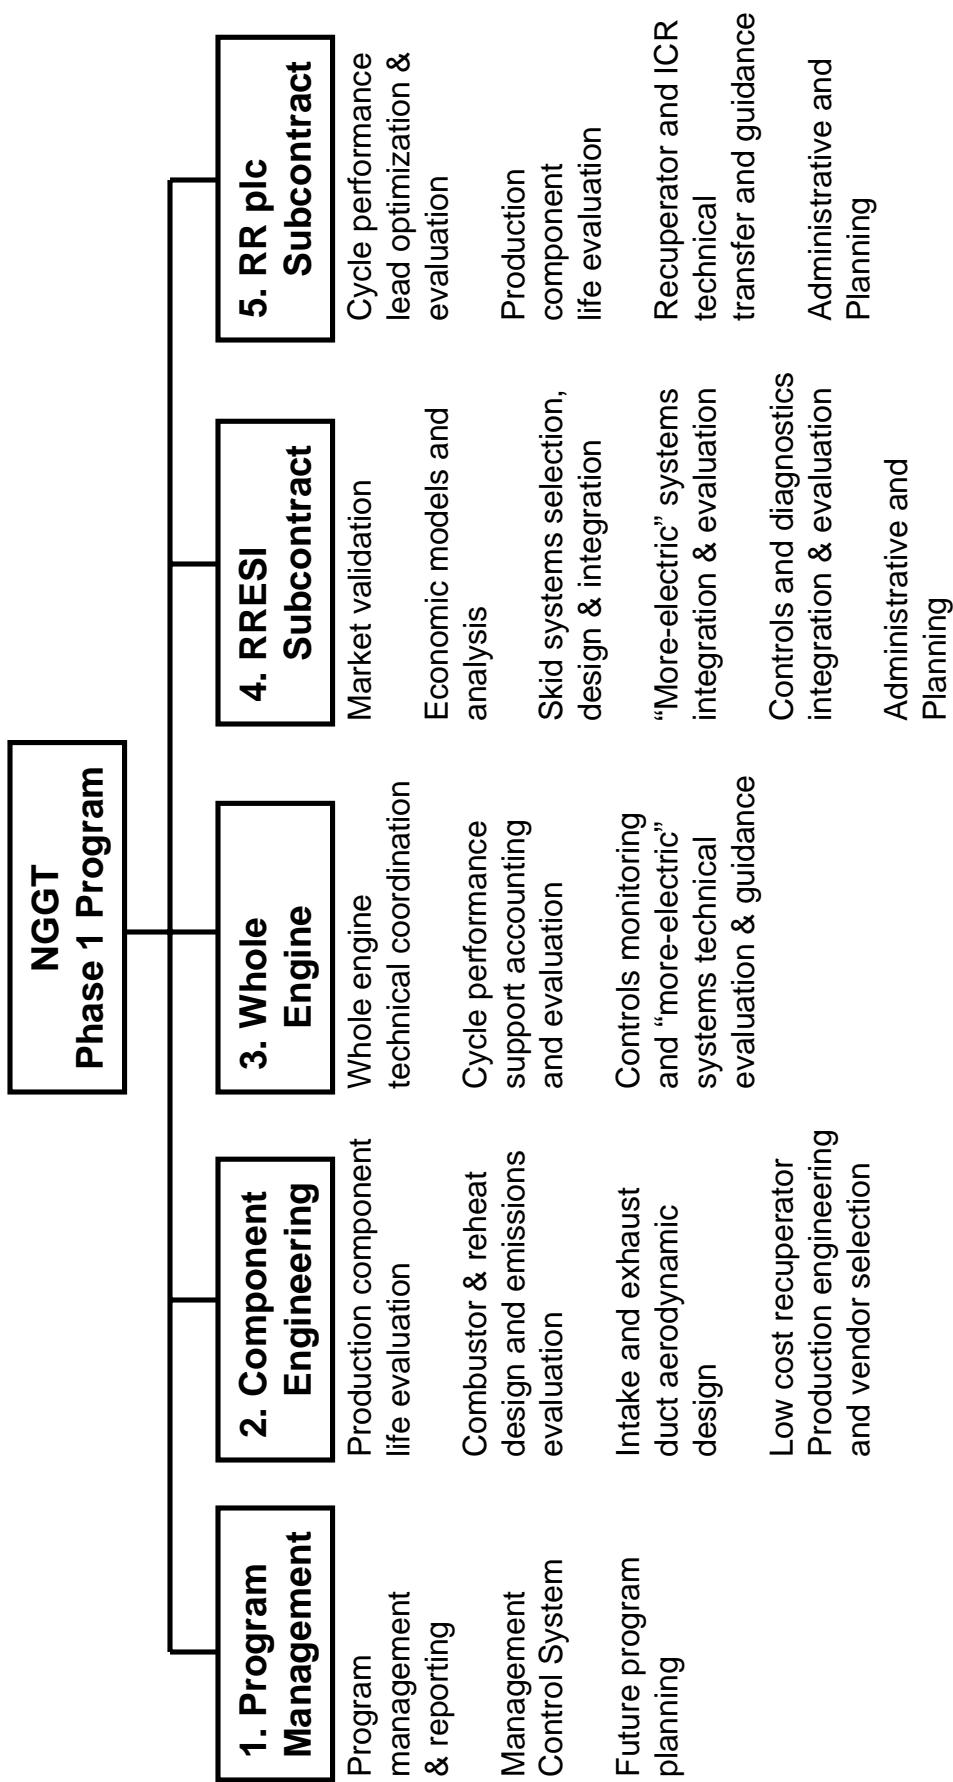 NGGT
Phase 1 Program
1. Program
Management
Program
management
& reporting
Management
Control System
Future program
planning
2. Component
Engineering
Production component
life evaluation
Combustor & reheat
design and emissions
evaluation
Intake and exhaust
duct aerodynamic
design
Low cost recuperator
Production engineering
and vendor selection
3. Whole
Engine
Whole engine
technical coordination
Cycle performance
support accounting
and evaluation
Controls monitoring
and “more-electric”
systems technical
evaluation & guidance
4. RRESI
Subcontract
Market validation
Economic models and
analysis
Skid systems selection,
design & integration
“More-electric” systems
integration & evaluation
Controls and diagnostics
integration & evaluation
Administrative and
Planning
5. RR plc
Subcontract
Cycle performance
lead optimization &
evaluation
Production
component
life evaluation
Recuperator and ICR
technical
transfer and guidance
Administrative and
Planning